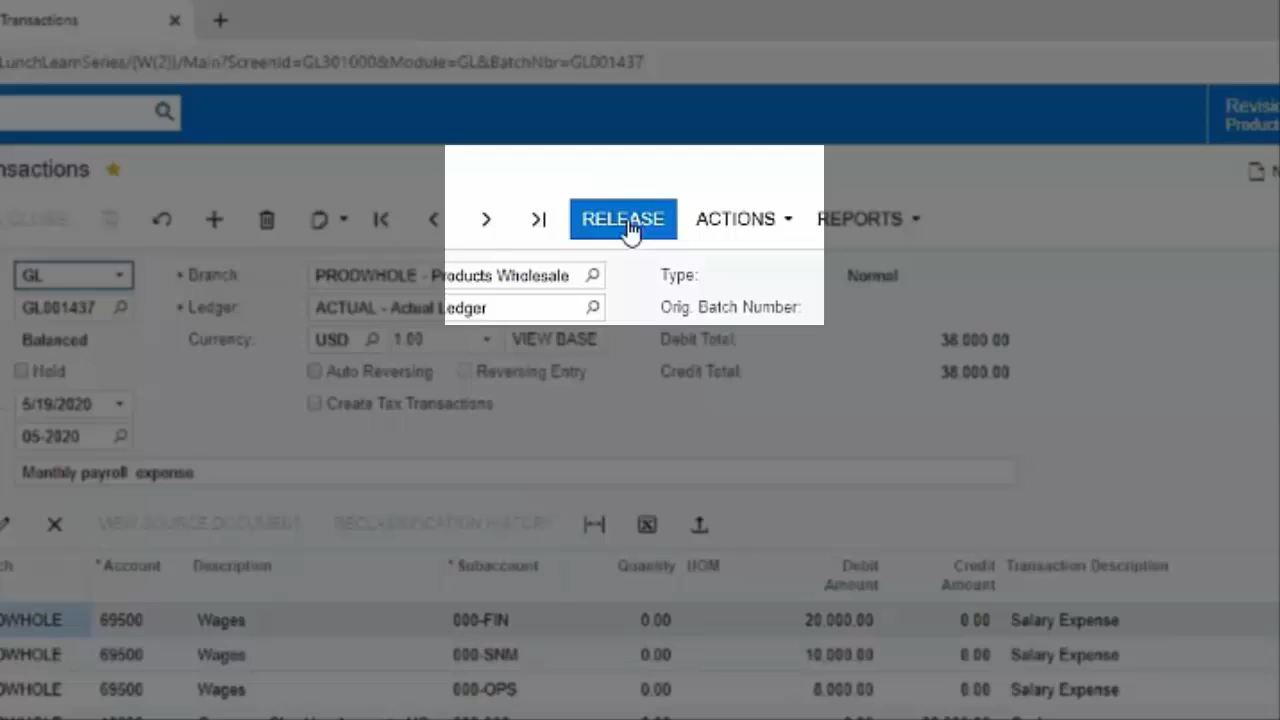 Transactions
LunchLearnSeries/(W(2))/Main?ScreenId=GL301000&Module=GL&BatchNbr=GL001437
Revisi
Product
nsactions
RELEASE ACTIONS REPORTS
GL Branch: PRODWHOLE - Products Wholesale Type: Normal
GL001437 Ledger: ACTUAL - Actual Ledger Orig. Batch Number:
Balanced Currency: USD 1.00 VIEW BASE Debit Total: 38,000.00
Hold Auto Reversing Reversing Entry Credit Total: 38,000.00
5/19/2020 Create Tax Transactions
05-2020
Monthly payroll expense
VIEW SOURCE DOCUMENT RECLASSIFICATION HISTORY
ch *Account Description *Subaccount Quantity UOM Debit Amount Credit Amount Transaction Description
OWHOLE 69500 Wages 000-FIN 0.00 20,000.00 0.00 Salary Expense
OWHOLE 69500 Wages 000-SNM 0.00 10,000.00 0.00 Salary Expense
OWHOLE 69500 Wages 000-OPS 0.00 8,000.00 0.00 Salary Expense